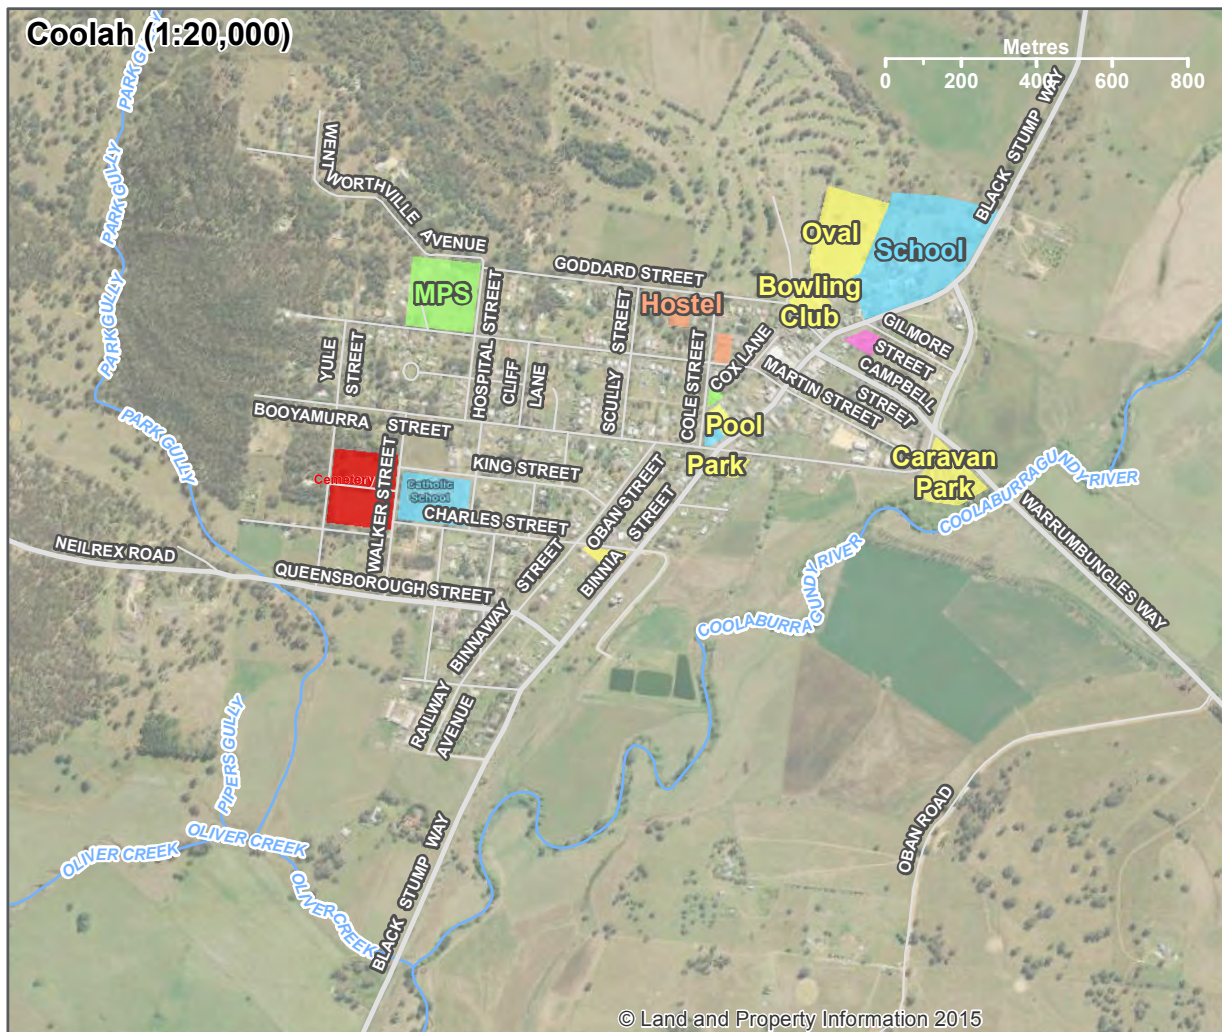 Coolah (1:20,000)
Metres
0 200 400 600 800
PARK GULLY
PARK GULLY
PARK GULLY
PARK GULLY
WENTWORTHVILLE AVENUE
BLACK STUMP WAY
Oval
School
GODDARD STREET
MPS
Hostel
Bowling
Club
HOSPITAL STREET
GILMORE
STREET
YULE
STREET
CLIFF
LANE
SCULLY STREET
COLE STREET
COX LANE
MARTIN STREET
CAMPBELL
STREET
BOOYAMURRA STREET
Pool
Park
Caravan
Park
KING STREET
WALKER STREET
Cemetery
Catholic
School
CHARLES STREET
OBAN STREET
BINNIA STREET
COOLABURRAGUNDY RIVER
COOLABURRAGUNDY RIVER
WARRUMBUNGLES WAY
NEILREX ROAD
QUEENSBOROUGH STREET
BINNAWAY STREET
RAILWAY
AVENUE
PIPERS GULLY
OLIVER CREEK
OLIVER CREEK
OLIVER CREEK
BLACK STUMP WAY
OBAN ROAD
© Land and Property Information 2015